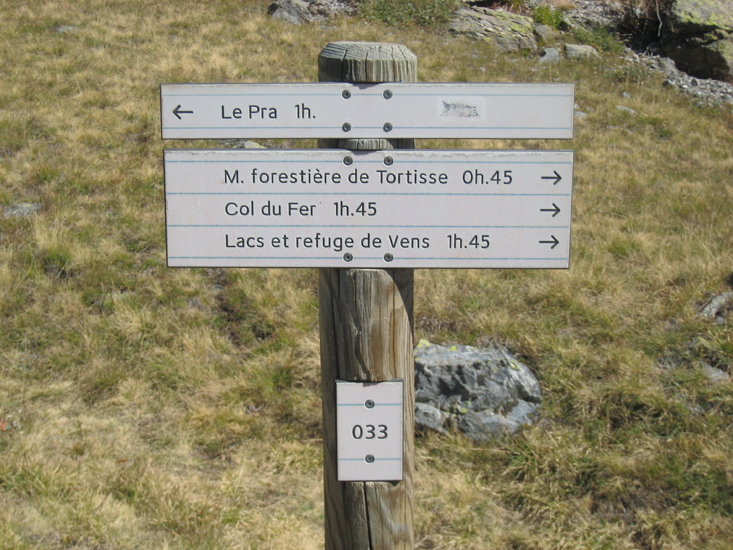 ← Le Pra 1h.
M. forestière de Tortisse 0h.45 →
Col du Fer 1h.45 →
Lacs et refuge de Vens 1h.45 →
033